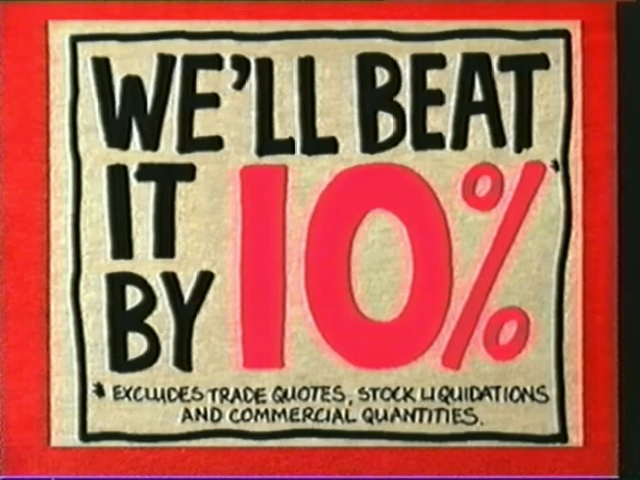 WE'LL BEAT
IT
BY 10%*
* EXCLUDES TRADE QUOTES, STOCK LIQUIDATIONS
AND COMMERCIAL QUANTITIES.